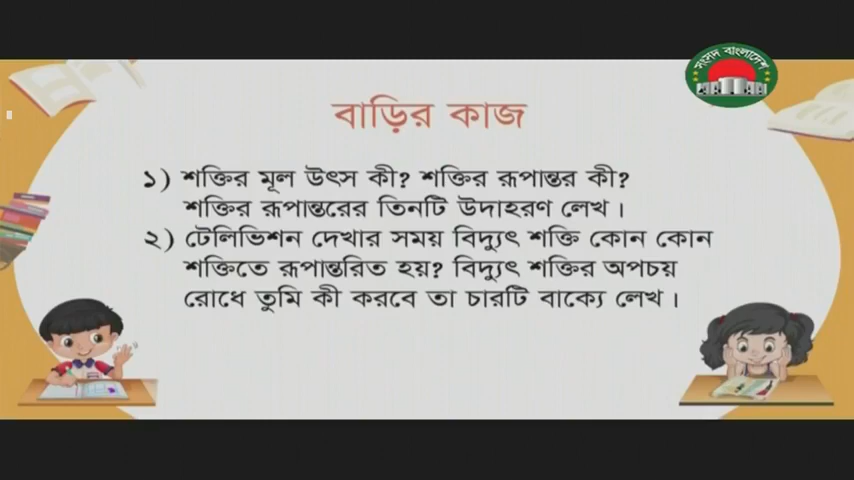 সংসদ বাংলাদেশ
বাড়ির কাজ
১) শক্তির মূল উৎস কী? শক্তির রূপান্তর কী?
শক্তির রূপান্তরের তিনটি উদাহরণ লেখ।
২) টেলিভিশন দেখার সময় বিদ্যুৎ শক্তি কোন কোন
শক্তিতে রূপান্তরিত হয়? বিদ্যুৎ শক্তির অপচয়
রোধে তুমি কী করবে তা চারটি বাক্যে লেখ।